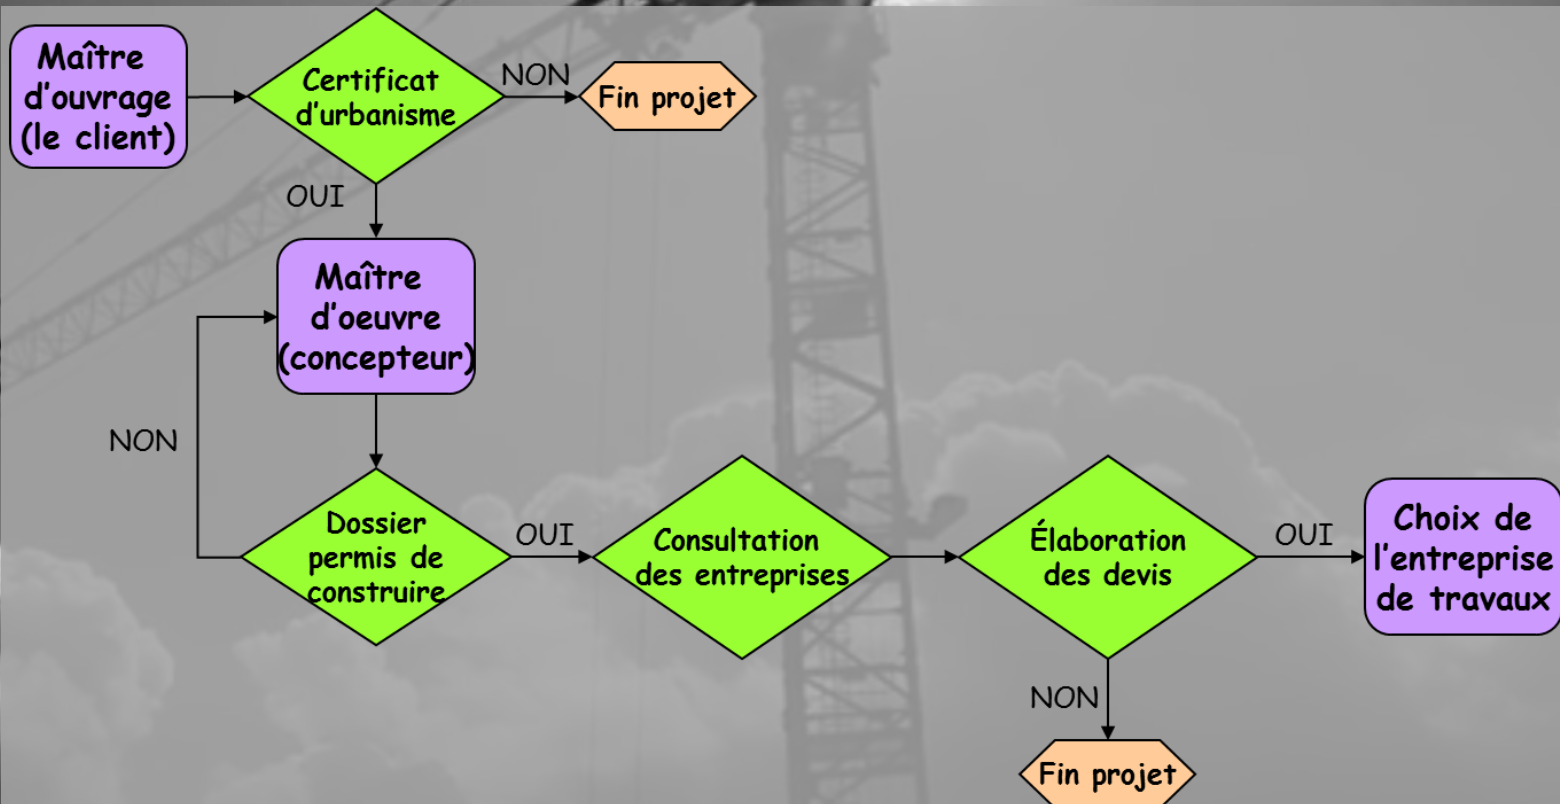 Maître
d'ouvrage
(le client)
Certificat
d'urbanisme
NON
Fin projet
OUI
Maître
d'oeuvre
(concepteur)
NON
Dossier
permis de
construire
OUI
Consultation
des entreprises
Élaboration
des devis
OUI
Choix de
l'entreprise
de travaux
NON
Fin projet